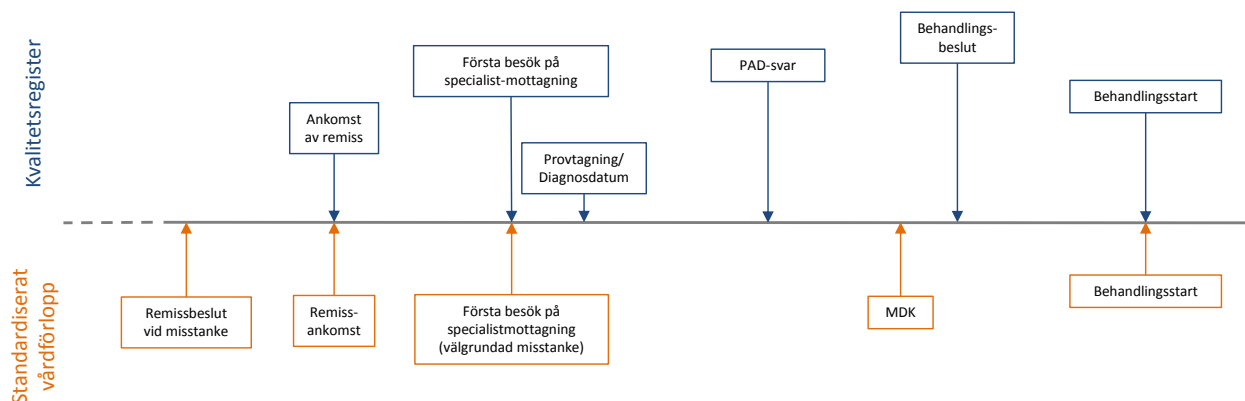 Kvalitetsregister
Ankomst
av remiss
Första besök på
specialist-mottagning
Provtagning/
Diagnosdatum
PAD-svar
Behandlings-
beslut
Behandlingsstart
Standardiserat
vårdförlopp
Remissbeslut
vid misstanke
Remiss-
ankomst
Första besök på
specialistmottagning
(välgrundad misstanke)
MDK
Behandlingsstart